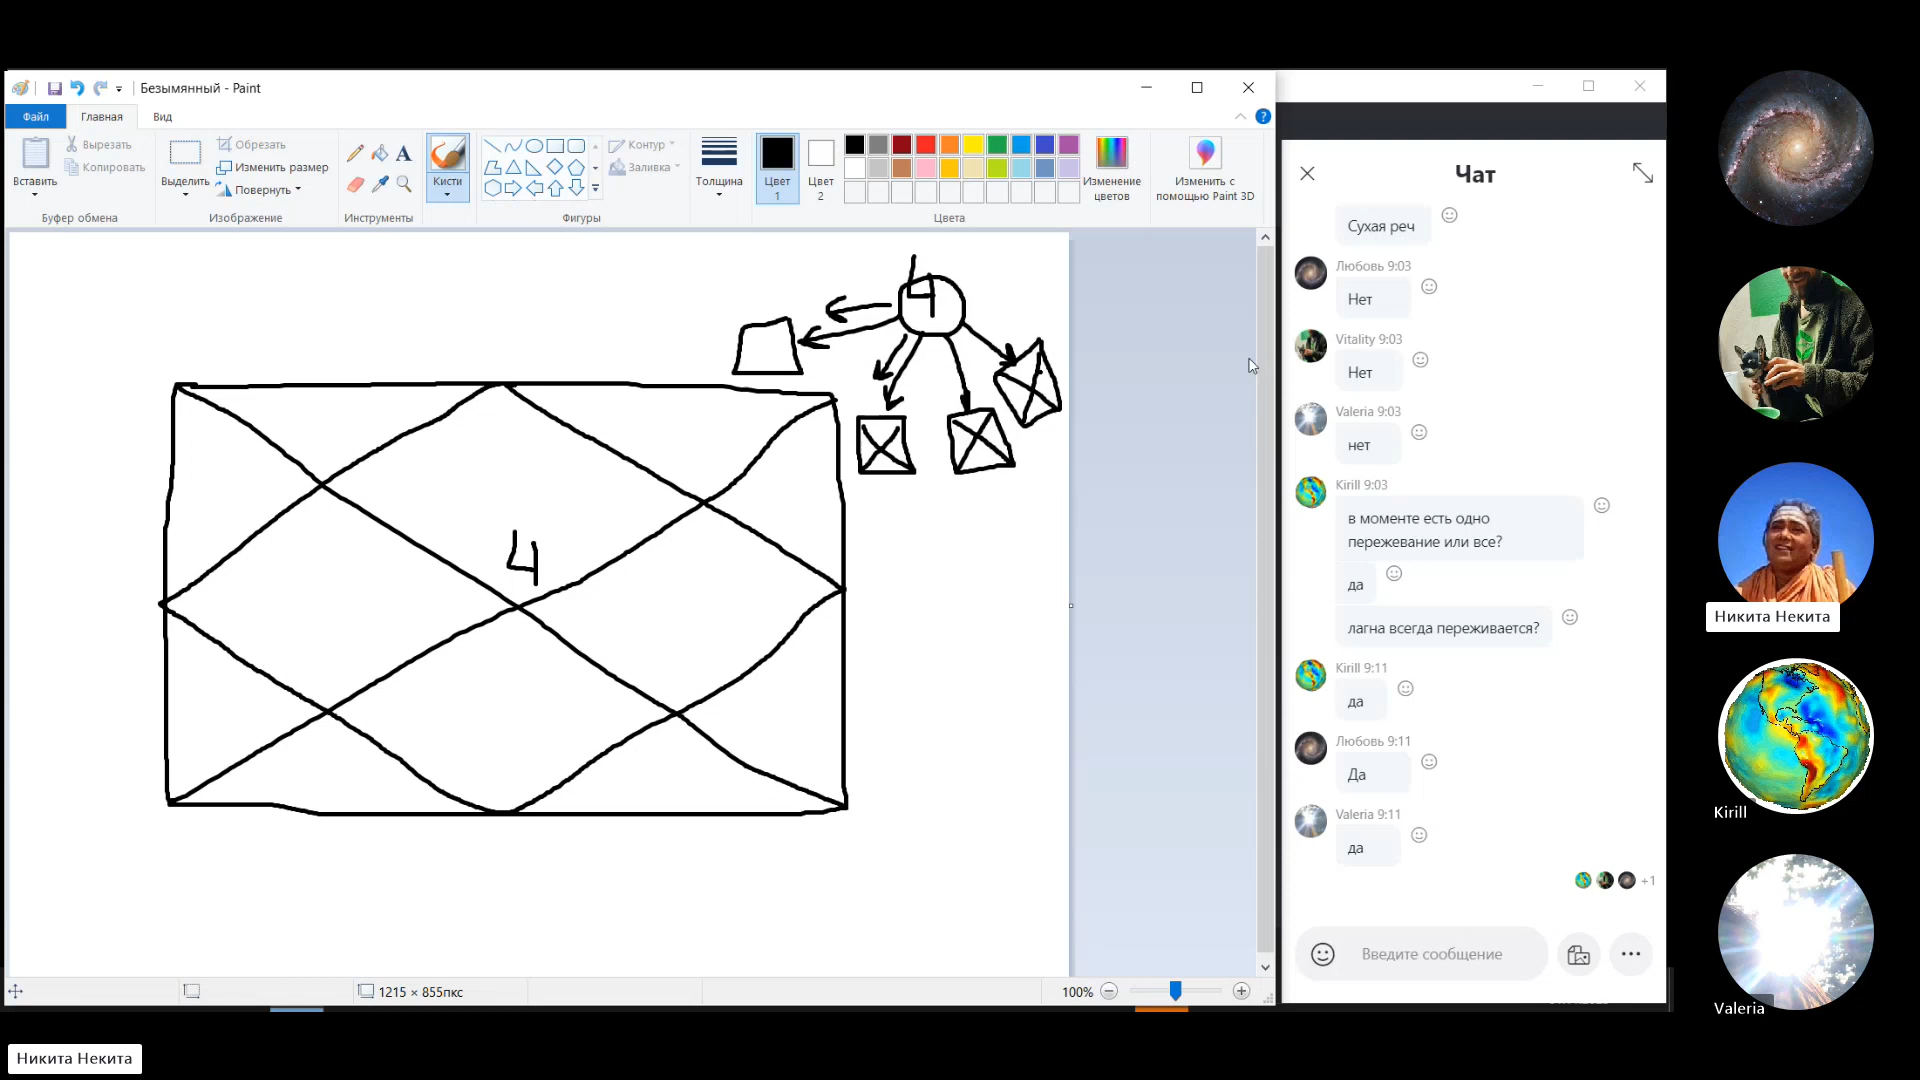 Безымянный - Paint
Файл
Главная
Вид
Вставить
Вырезать
Копировать
Буфер обмена
Выделить
Обрезать
Изменить размер
Повернуть
Изображение
Инструменты
Кисти
Контур
Заливка
Фигуры
Толщина
Цвет
1
Цвет
2
Цвета
Изменение
цветов
Изменить с
помощью Paint 3D
4
4
1215 × 855пкс
100%
Чат
Сухая реч
Любовь 9:03
Нет
Vitality 9:03
Нет
Valeria 9:03
нет
Kirill 9:03
в моменте есть одно
пережевание или все?
да
лагна всегда переживается?
Kirill 9:11
да
Любовь 9:11
Да
Valeria 9:11
да
+1
Введите сообщение
Никита Некита
Kirill
Valeria
Никита Некита